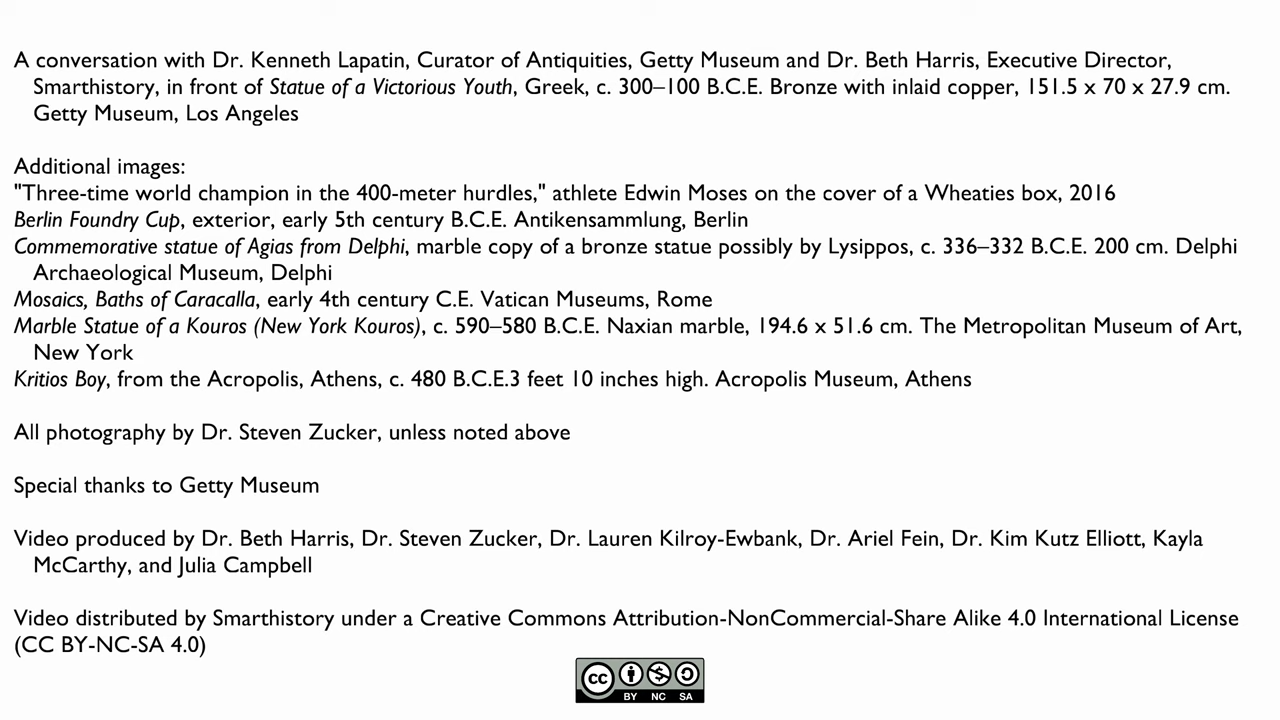 A conversation with Dr. Kenneth Lapatin, Curator of Antiquities, Getty Museum and Dr. Beth Harris, Executive Director,
Smarthistory, in front of Statue of a Victorious Youth, Greek, c. 300–100 B.C.E. Bronze with inlaid copper, 151.5 x 70 x 27.9 cm.
Getty Museum, Los Angeles
Additional images:
"Three-time world champion in the 400-meter hurdles," athlete Edwin Moses on the cover of a Wheaties box, 2016
Berlin Foundry Cup, exterior, early 5th century B.C.E. Antikensammlung, Berlin
Commemorative statue of Agias from Delphi, marble copy of a bronze statue possibly by Lysippos, c. 336–332 B.C.E. 200 cm. Delphi
Archaeological Museum, Delphi
Mosaics, Baths of Caracalla, early 4th century C.E. Vatican Museums, Rome
Marble Statue of a Kouros (New York Kouros), c. 590–580 B.C.E. Naxian marble, 194.6 x 51.6 cm. The Metropolitan Museum of Art,
New York
Kritios Boy, from the Acropolis, Athens, c. 480 B.C.E.3 feet 10 inches high. Acropolis Museum, Athens
All photography by Dr. Steven Zucker, unless noted above
Special thanks to Getty Museum
Video produced by Dr. Beth Harris, Dr. Steven Zucker, Dr. Lauren Kilroy-Ewbank, Dr. Ariel Fein, Dr. Kim Kutz Elliott, Kayla
McCarthy, and Julia Campbell
Video distributed by Smarthistory under a Creative Commons Attribution-NonCommercial-Share Alike 4.0 International License
(CC BY-NC-SA 4.0)
cc
BY NC SA